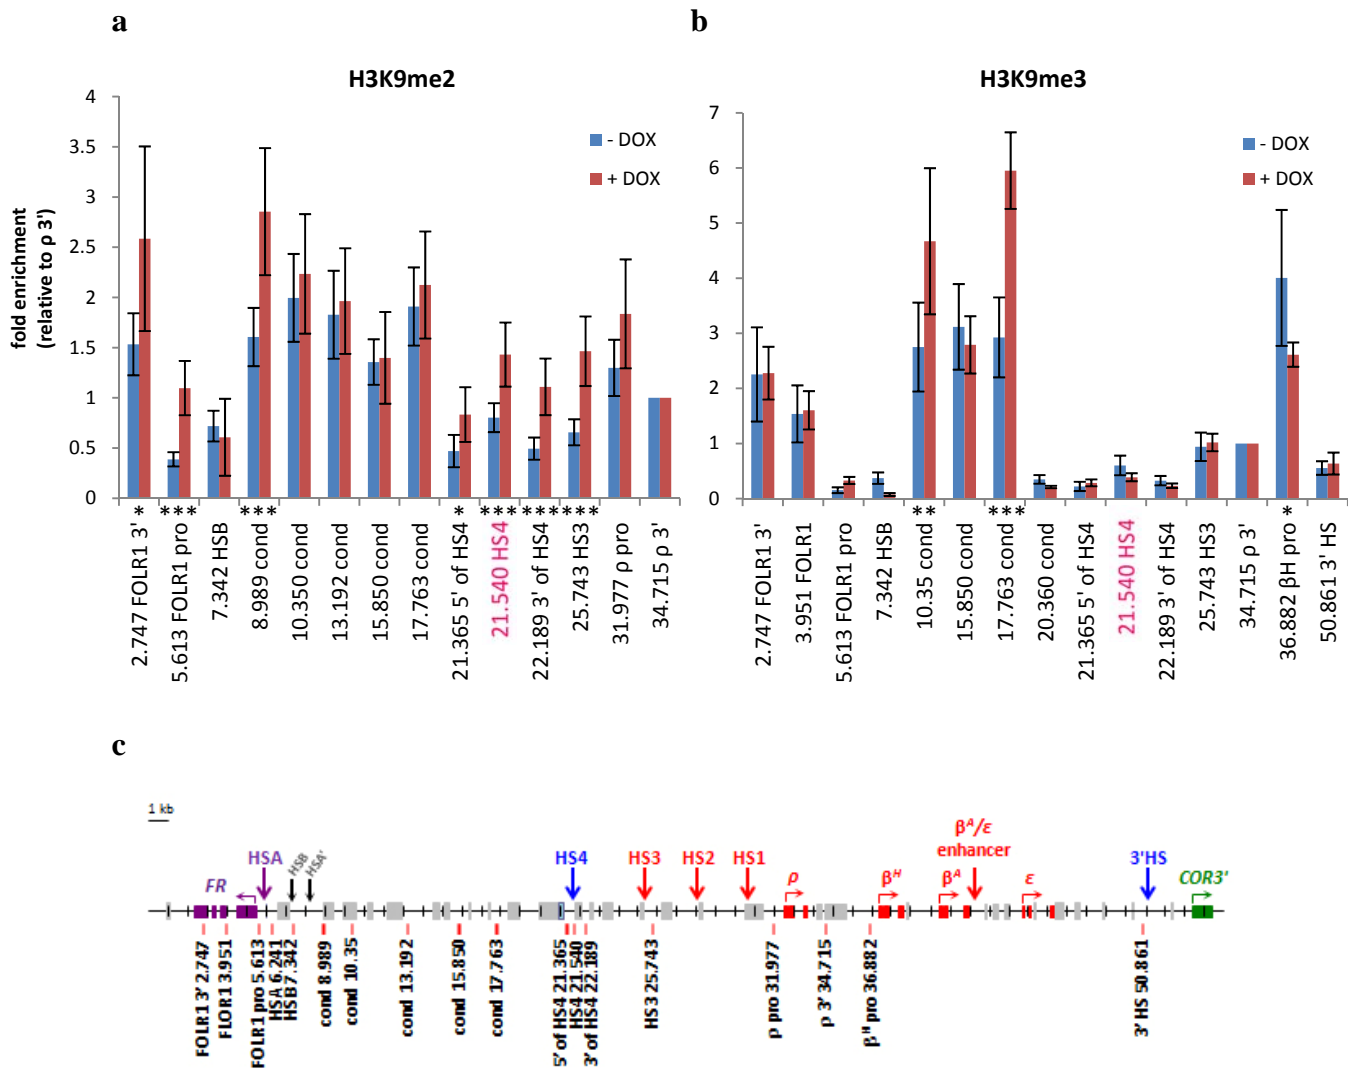 a
b
H3K9me2
H3K9me3
fold enrichment
(relative to ρ 3')
4
3.5
3
2.5
2
1.5
1
0.5
0
- DOX
+ DOX
7
6
5
4
3
2
1
0
- DOX
+ DOX
* *** *** * *** *** ***
** *** *
2.747 FOLR1 3'
5.613 FOLR1 pro
7.342 HSB
8.989 cond
10.350 cond
13.192 cond
15.850 cond
17.763 cond
21.365 5' of HS4
21.540 HS4
22.189 3' of HS4
25.743 HS3
31.977 ρ pro
34.715 ρ 3'
2.747 FOLR1 3'
3.951 FOLR1
5.613 FOLR1 pro
7.342 HSB
10.35 cond
15.850 cond
17.763 cond
20.360 cond
21.365 5' of HS4
21.540 HS4
22.189 3' of HS4
25.743 HS3
34.715 ρ 3'
36.882 βH pro
50.861 3' HS
c
1 kb
FR
HSA
HSB
HSA'
HS4
HS3
HS2
HS1
ρ
βᴴ
βᴬ
βᴬ/ε
enhancer
ε
3'HS
COR3'
FOLR1 3' 2.747
FLOR1 3.951
FOLR1 pro 5.613
HSA 6.241
HSB 7.342
cond 8.989
cond 10.35
cond 13.192
cond 15.850
cond 17.763
5' of HS4 21.365
HS4 21.540
3' of HS4 22.189
HS3 25.743
ρ pro 31.977
ρ 3' 34.715
βᴴ pro 36.882
3' HS 50.861